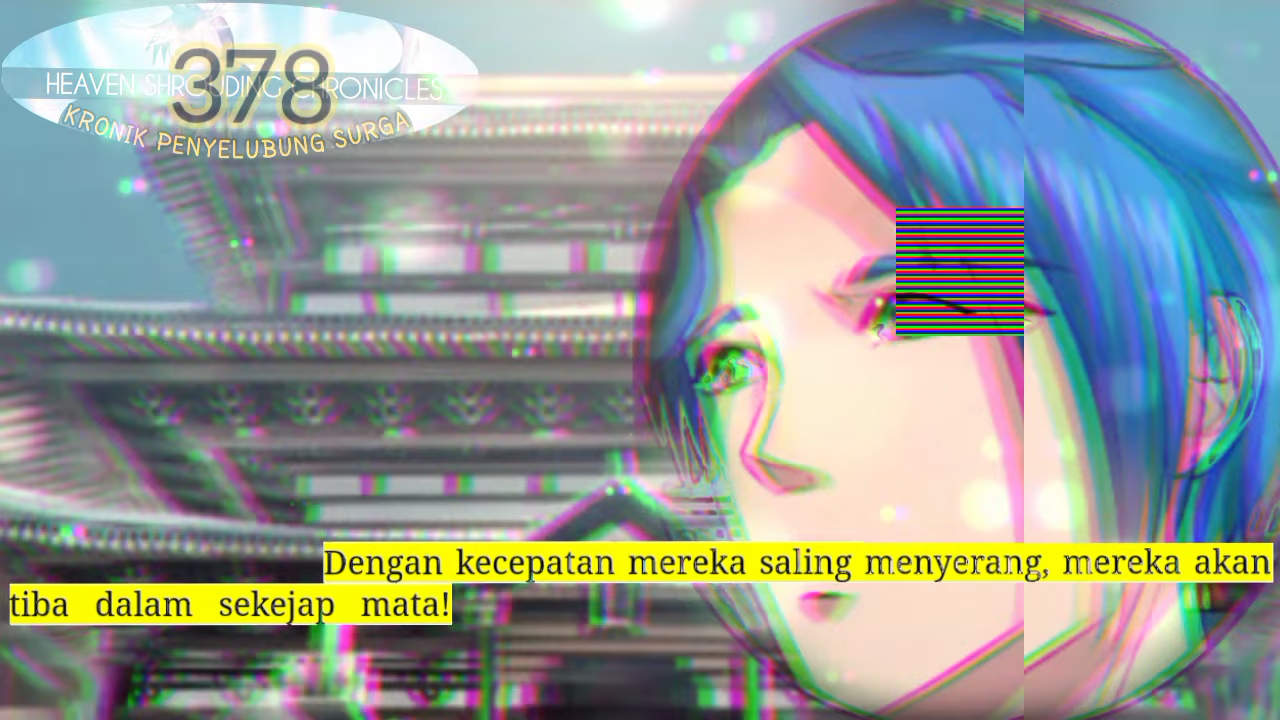 378
HEAVEN SHROUDING CHRONICLES
KRONIK PENYELUBUNG SURGA
Dengan kecepatan mereka saling menyerang, mereka akan
tiba dalam sekejap mata!